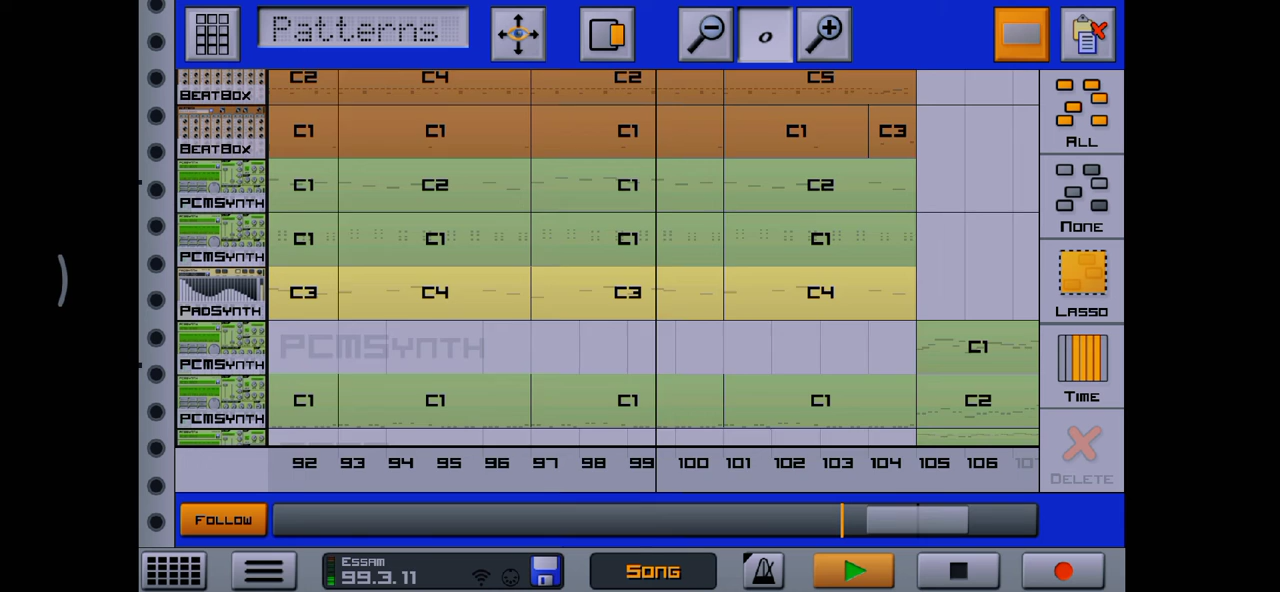 Patterns
C2 C4 C2 C5
BeatBox
C1 C1 C1 C1 C3
BeatBox
ALL
C1 C2 C1 C2
PCMSynth
None
C1 C1 C1 C1
PCMSynth
C3 C4 C3 C4
PadSynth
Lasso
PCMSynth
C1
PCMSynth
Time
C1 C1 C1 C1 C2
PCMSynth
92 93 94 95 96 97 98 99 100 101 102 103 104 105 106 107
Delete
Follow
Essam
99.3.11
Song